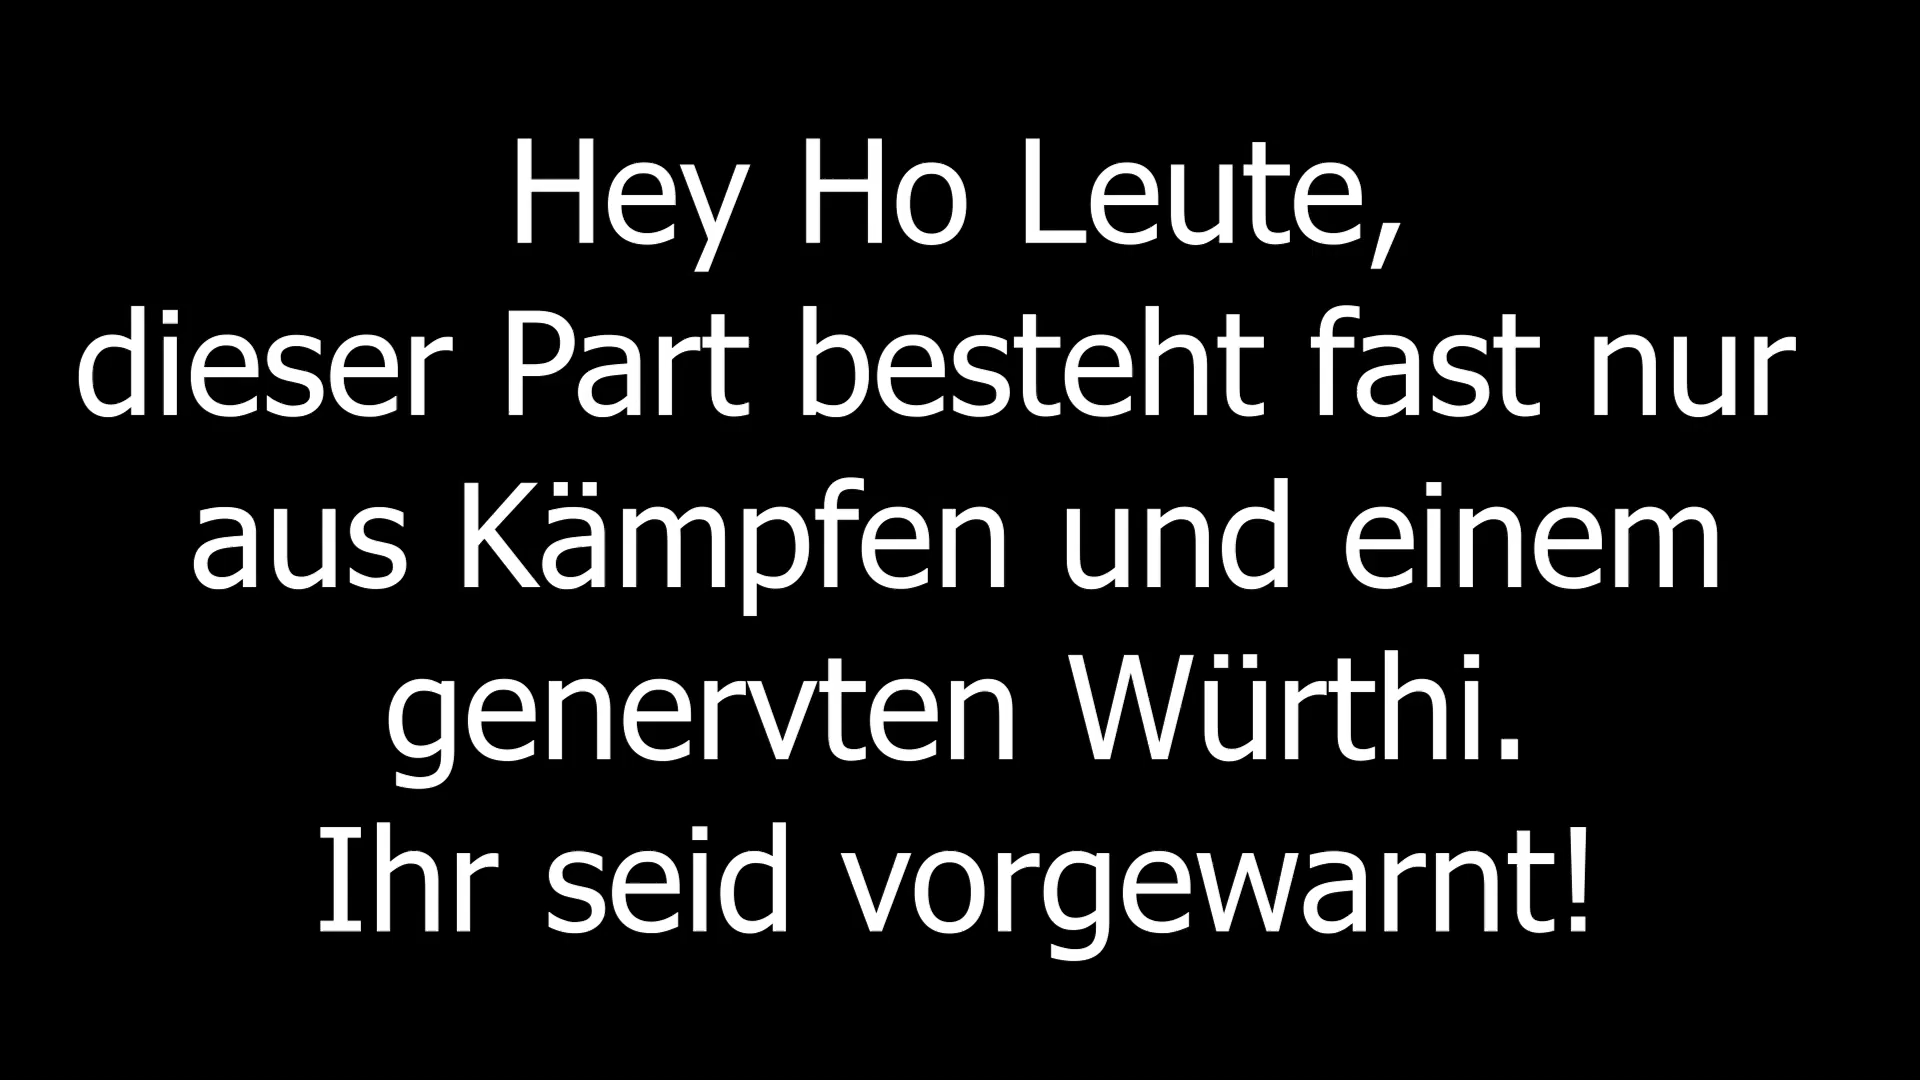 Hey Ho Leute,
dieser Part besteht fast nur
aus Kämpfen und einem
genervten Würthi.
Ihr seid vorgewarnt!